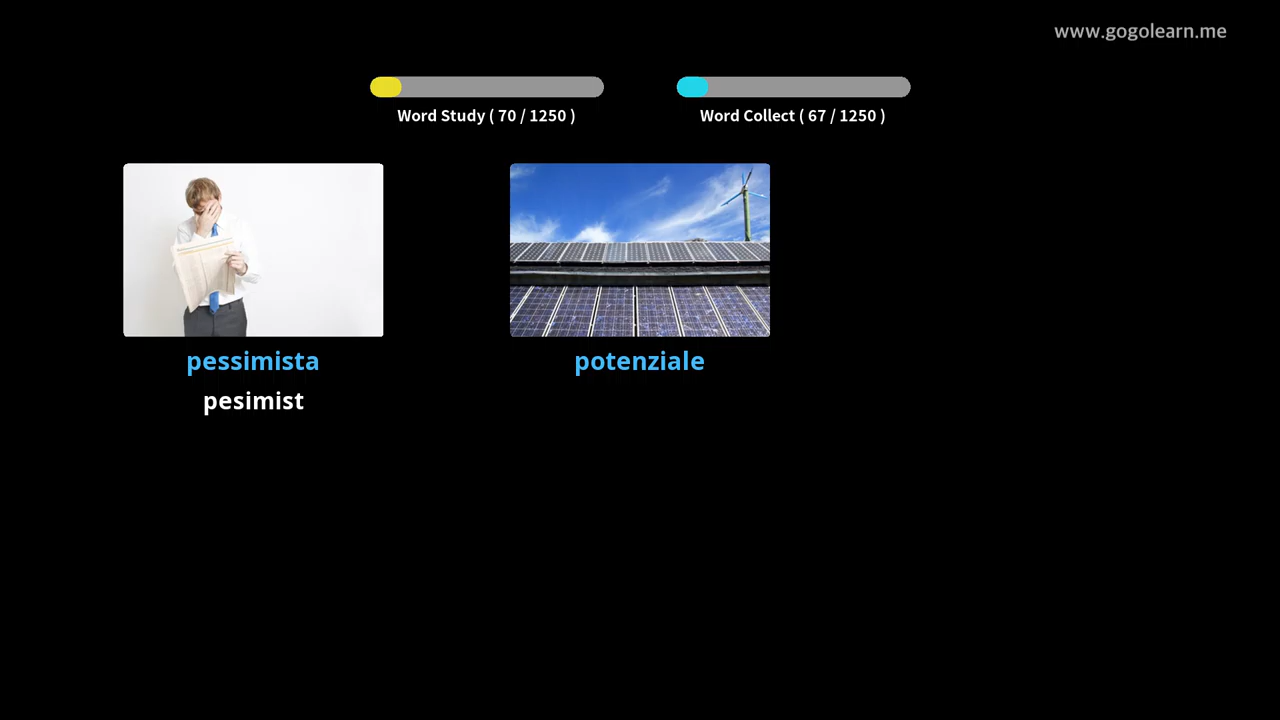 www.gogolearn.me
Word Study ( 70 / 1250 )
Word Collect ( 67 / 1250 )
pessimista
potenziale
pesimist